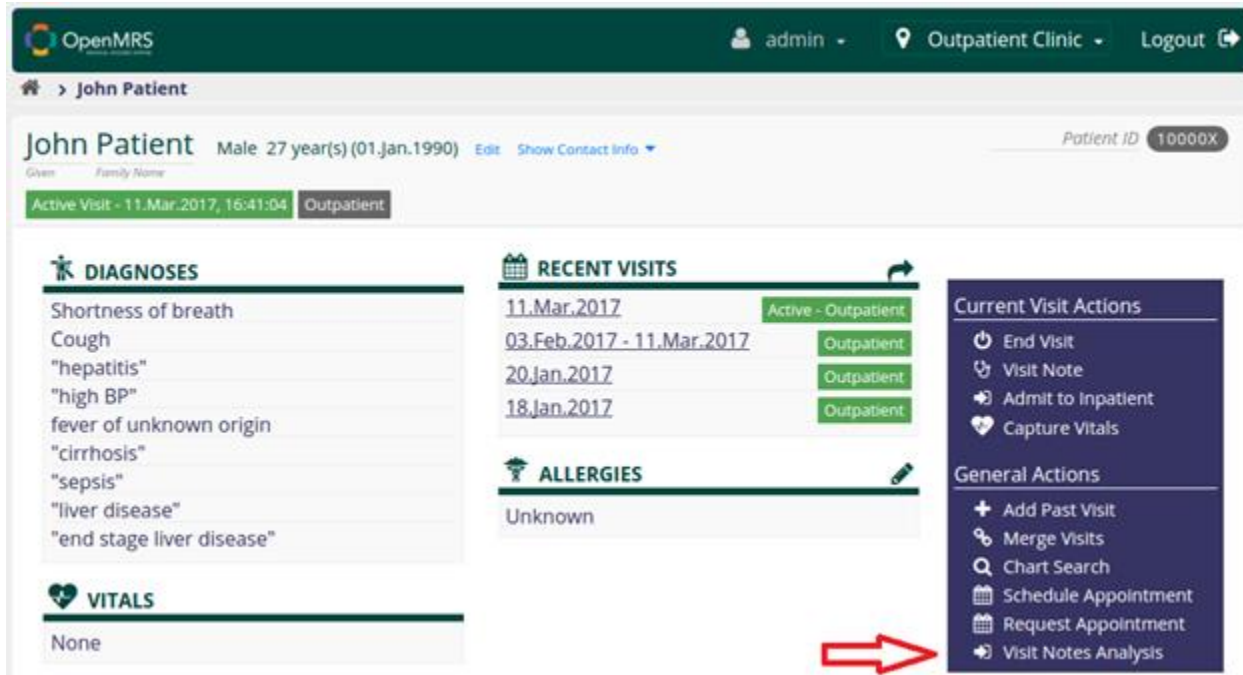 OpenMRS
admin
Outpatient Clinic
Logout
> John Patient
John Patient Male 27 year(s) (01.Jan.1990) Edit Show Contact Info
Given Family Name
Patient ID 10000X
Active Visit - 11.Mar.2017, 16:41:04 Outpatient
DIAGNOSES
Shortness of breath
Cough
"hepatitis"
"high BP"
fever of unknown origin
"cirrhosis"
"sepsis"
"liver disease"
"end stage liver disease"
VITALS
None
RECENT VISITS
11.Mar.2017 Active - Outpatient
03.Feb.2017 - 11.Mar.2017 Outpatient
20.Jan.2017 Outpatient
18.Jan.2017 Outpatient
ALLERGIES
Unknown
Current Visit Actions
End Visit
Visit Note
Admit to Inpatient
Capture Vitals
General Actions
Add Past Visit
Merge Visits
Chart Search
Schedule Appointment
Request Appointment
Visit Notes Analysis